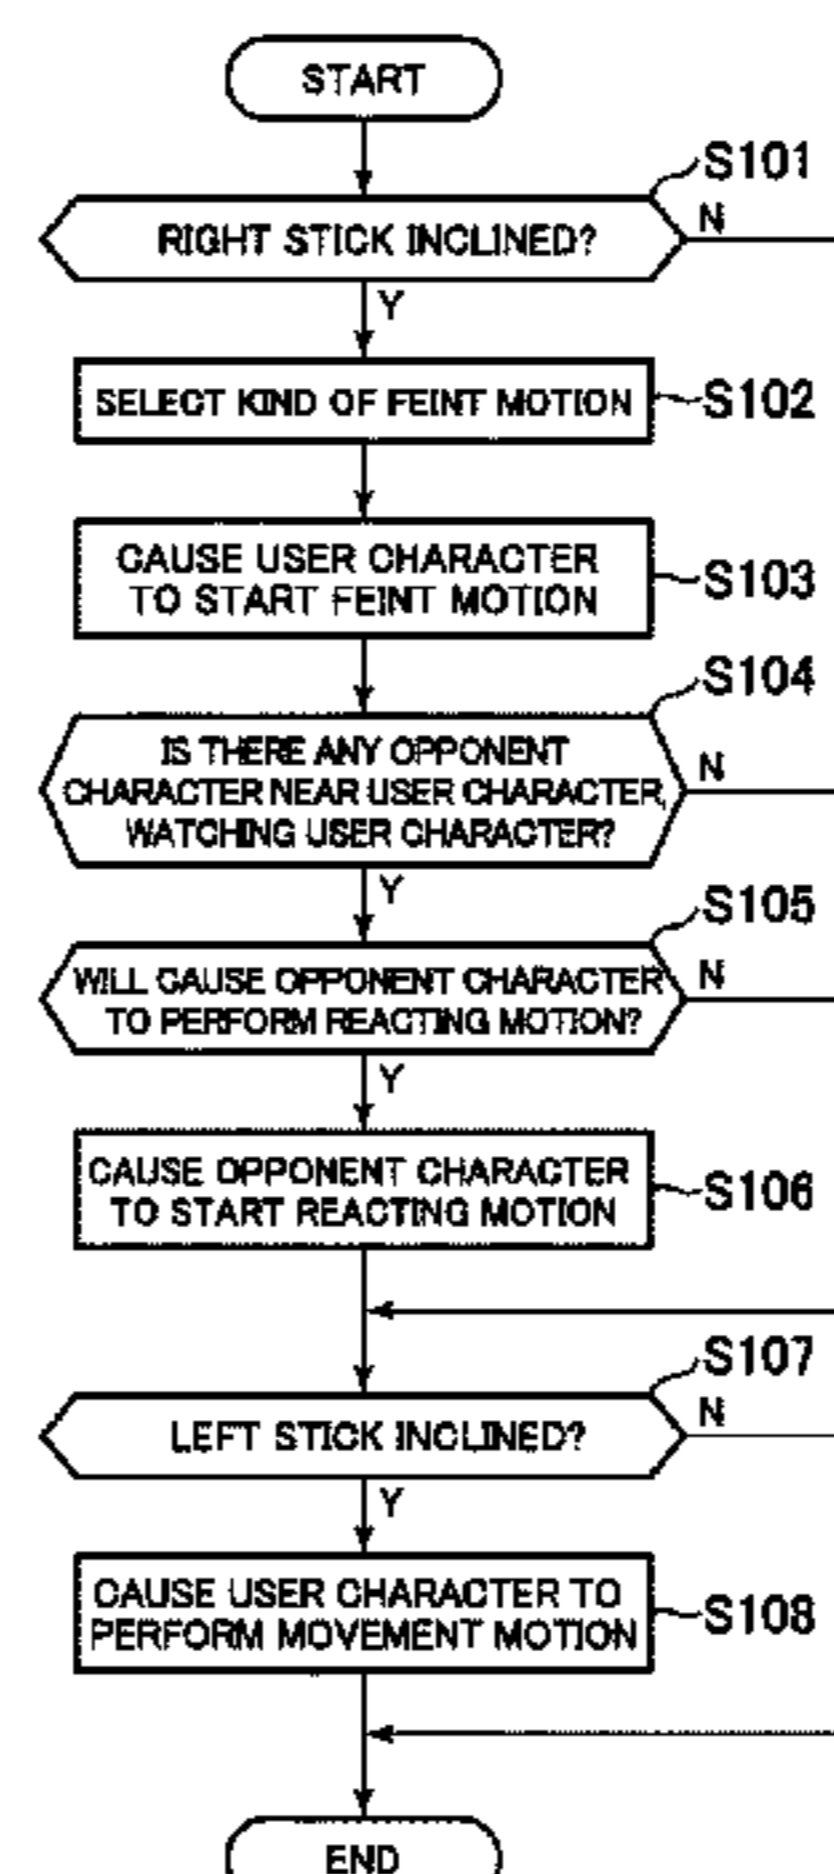 START
S101
RIGHT STICK INCLINED?
N
Y
SELECT KIND OF FEINT MOTION
S102
CAUSE USER CHARACTER
TO START FEINT MOTION
S103
S104
IS THERE ANY OPPONENT
CHARACTER NEAR USER CHARACTER,
WATCHING USER CHARACTER?
N
Y
S105
WILL CAUSE OPPONENT CHARACTER
TO PERFORM REACTING MOTION?
N
Y
CAUSE OPPONENT CHARACTER
TO START REACTING MOTION
S106
S107
LEFT STICK INCLINED?
N
Y
CAUSE USER CHARACTER TO
PERFORM MOVEMENT MOTION
S108
END